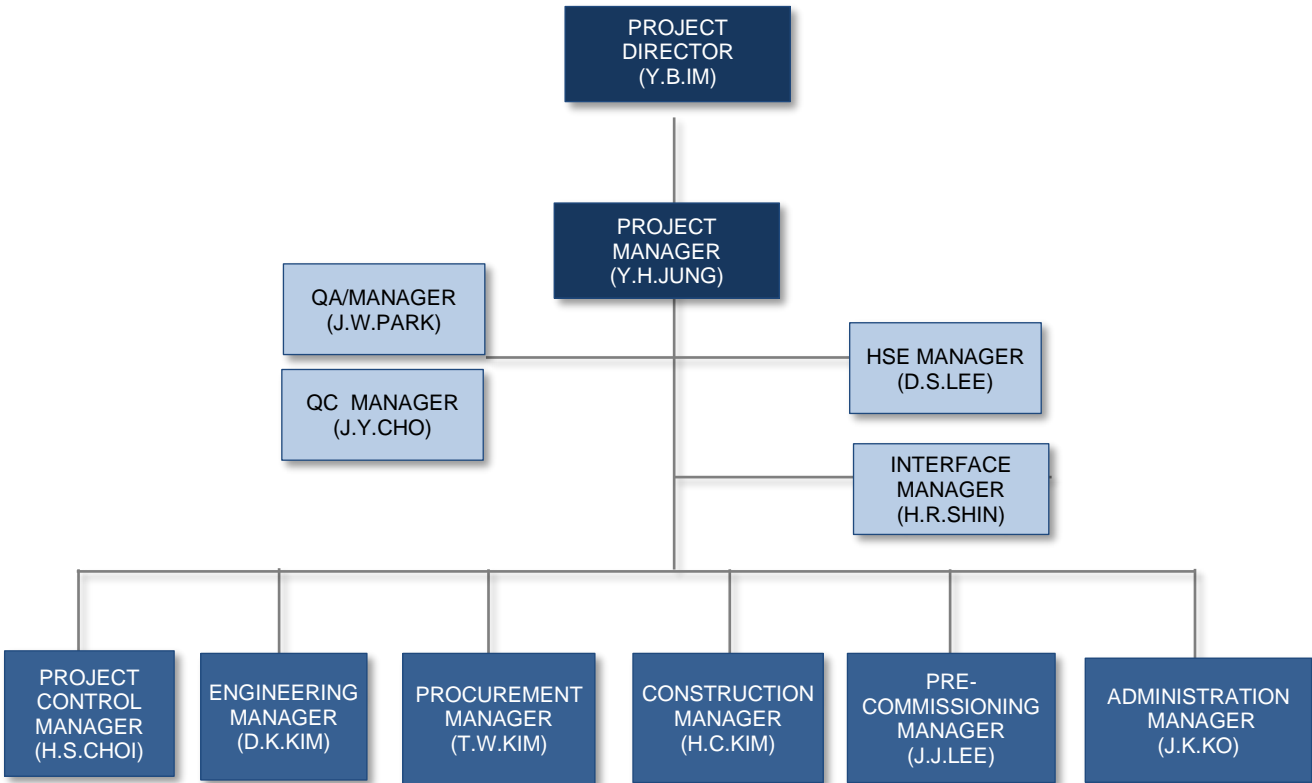 PROJECT
DIRECTOR
(Y.B.IM)
PROJECT
MANAGER
(Y.H.JUNG)
QA/MANAGER
(J.W.PARK)
HSE MANAGER
(D.S.LEE)
QC  MANAGER
(J.Y.CHO)
INTERFACE
MANAGER
(H.R.SHIN)
PROJECT
CONTROL
MANAGER
(H.S.CHOI)
ENGINEERING
MANAGER
(D.K.KIM)
PROCUREMENT
MANAGER
(T.W.KIM)
CONSTRUCTION
MANAGER
(H.C.KIM)
PRE-
COMMISSIONING
MANAGER
(J.J.LEE)
ADMINISTRATION
MANAGER
(J.K.KO)